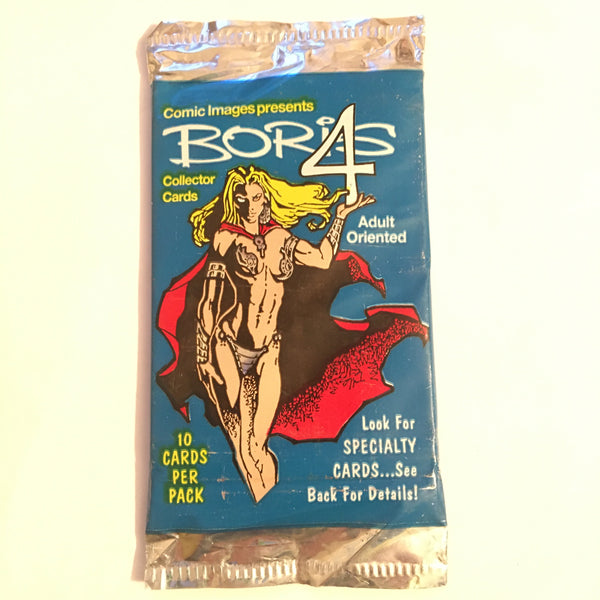 Comic Images presents
BORIS 4
Collector
Cards
Adult
Oriented
10
CARDS
PER
PACK
Look For
SPECIALTY
CARDS...See
Back For Details!